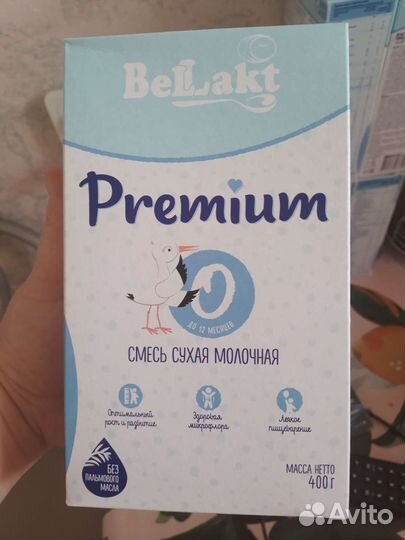 BeLLakt
Premium
0
ДО 12 МЕСЯЦЕВ
СМЕСЬ СУХАЯ МОЛОЧНАЯ
Оптимальный
рост и развитие
Здоровая
микрофлора
Легкое
пищеварение
БЕЗ
ПАЛЬМОВОГО
МАСЛА
МАССА НЕТТО
400 г
Avito